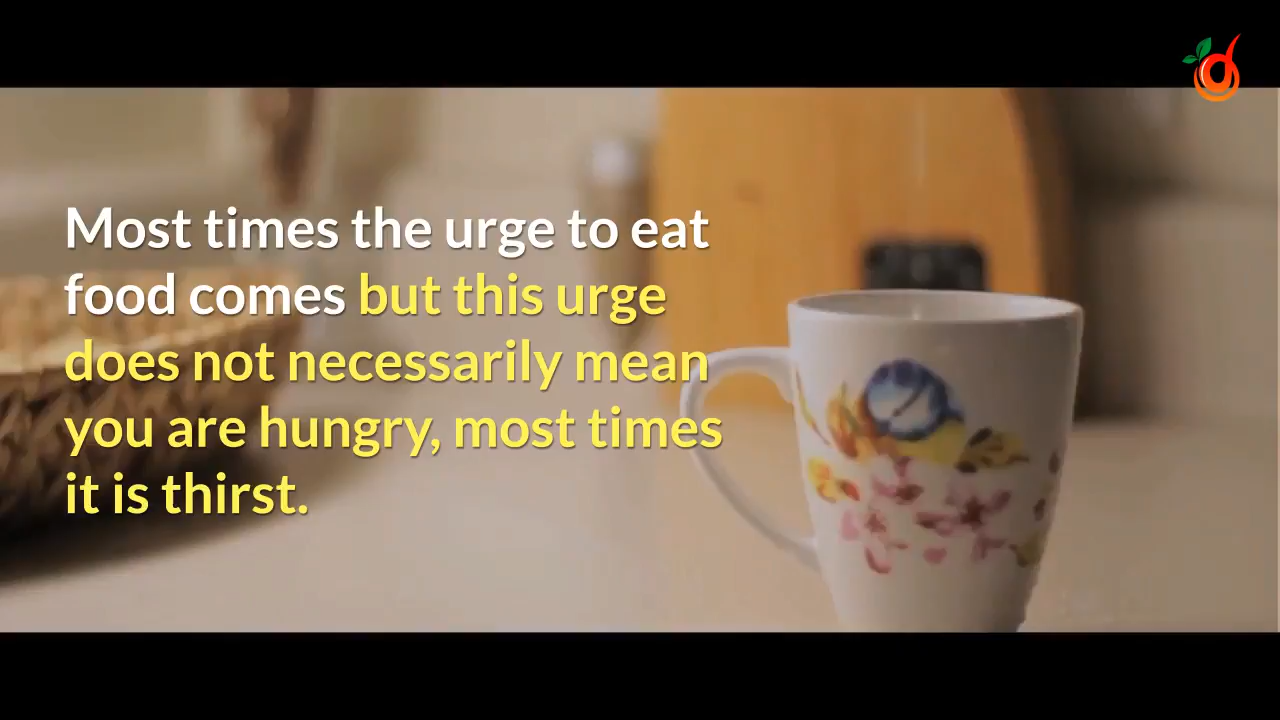 Most times the urge to eat
food comes but this urge
does not necessarily mean
you are hungry, most times
it is thirst.